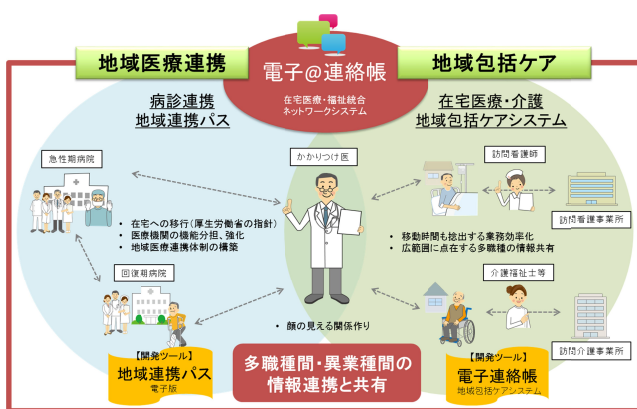 地域医療連携
電子@連絡帳
在宅医療・福祉統合
ネットワークシステム
地域包括ケア
病診連携
地域連携パス
在宅医療・介護
地域包括ケアシステム
急性期病院
かかりつけ医
訪問看護師
訪問看護事業所
• 在宅への移行(厚生労働省の指針)
• 医療機関の機能分担、強化
• 地域医療連携体制の構築
• 移動時間も捻出する業務効率化
• 広範囲に点在する多職種の情報共有
回復期病院
介護福祉士等
訪問介護事業所
• 顔の見える関係作り
【開発ツール】
地域連携パス
電子版
多職種間・異業種間の
情報連携と共有
【開発ツール】
電子連絡帳
地域包括ケアシステム